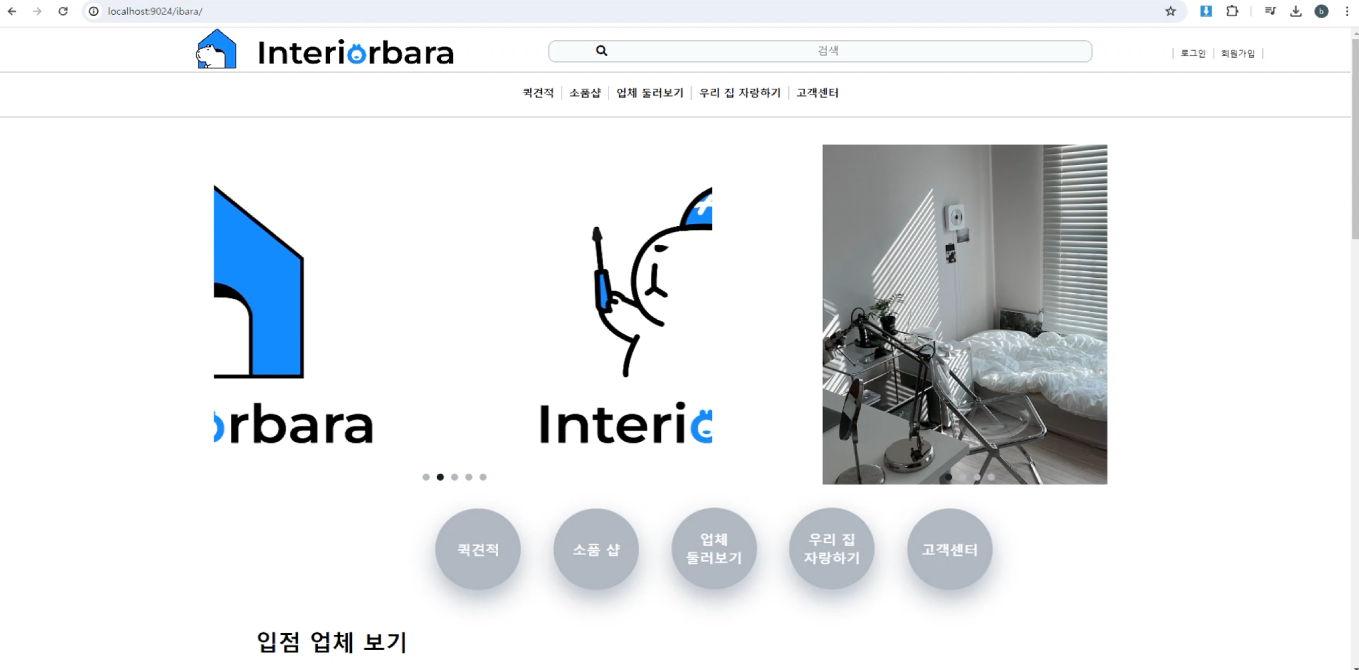 localhost:9024/ibara/
b
Interiorbara
검색
로그인
회원가입
퀵견적
소품샵
업체 둘러보기
우리 집 자랑하기
고객센터
orbara
Interio
퀵견적
소품 샵
업체
둘러보기
우리 집
자랑하기
고객센터
입점 업체 보기